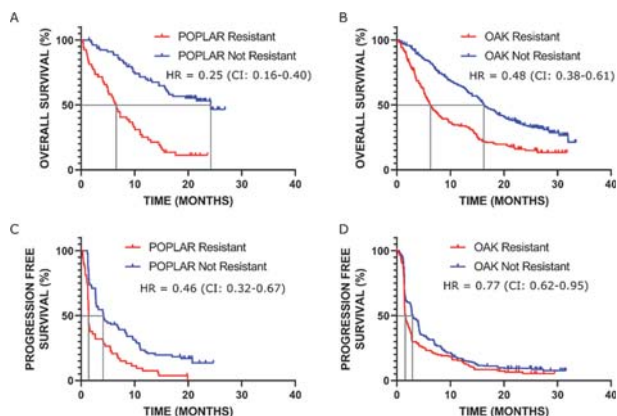 A
POPLAR Resistant
POPLAR Not Resistant
HR = 0.25 (CI: 0.16-0.40)
OVERALL SURVIVAL (%)
100
50
0
0 10 20 30 40
TIME (MONTHS)
B
OAK Resistant
OAK Not Resistant
HR = 0.48 (CI: 0.38-0.61)
OVERALL SURVIVAL (%)
100
50
0
0 10 20 30 40
TIME (MONTHS)
C
POPLAR Resistant
POPLAR Not Resistant
HR = 0.46 (CI: 0.32-0.67)
PROGRESSION FREE
SURVIVAL (%)
100
50
0
0 10 20 30 40
TIME (MONTHS)
D
OAK Resistant
OAK Not Resistant
HR = 0.77 (CI: 0.62-0.95)
PROGRESSION FREE
SURVIVAL (%)
100
50
0
0 10 20 30 40
TIME (MONTHS)